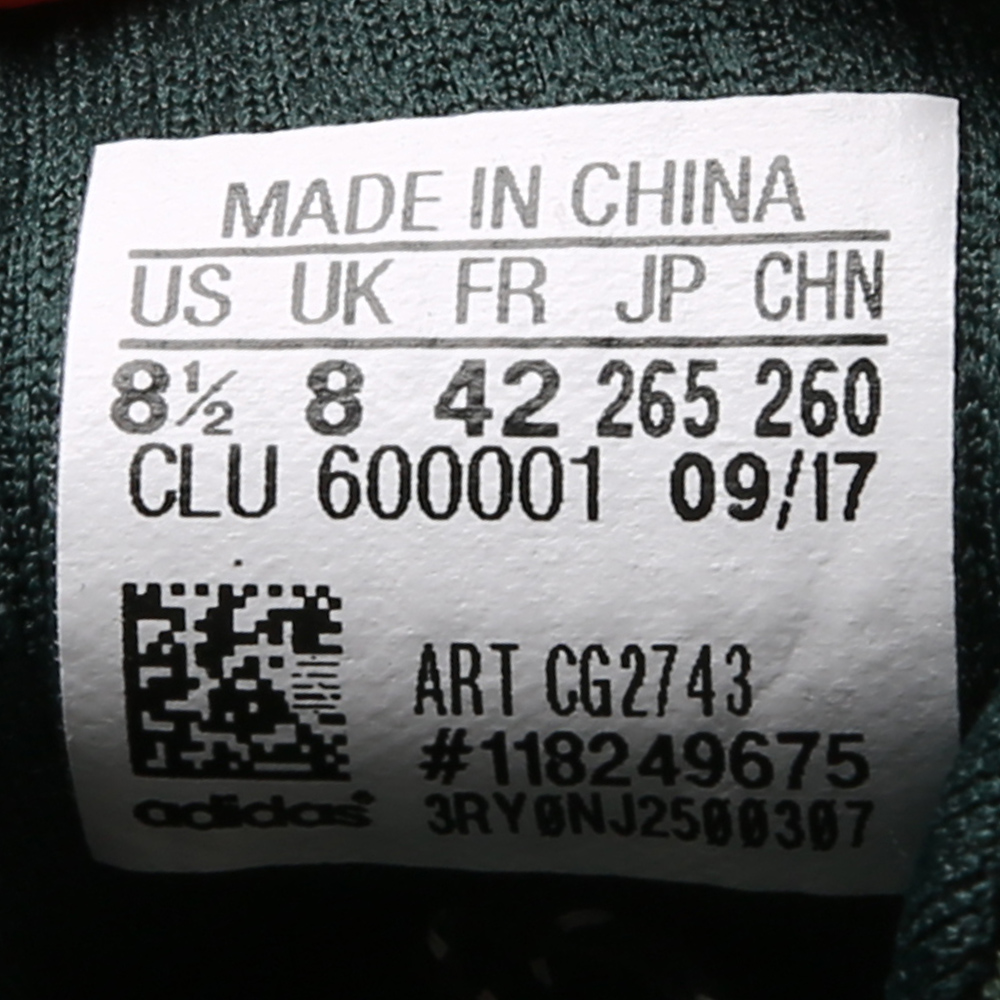 MADE IN CHINA
US UK FR JP CHN
8½ 8 42 265 260
CLU 600001 09/17
ART CG2743
#118249675
adidas® 3RY0NJ2500307